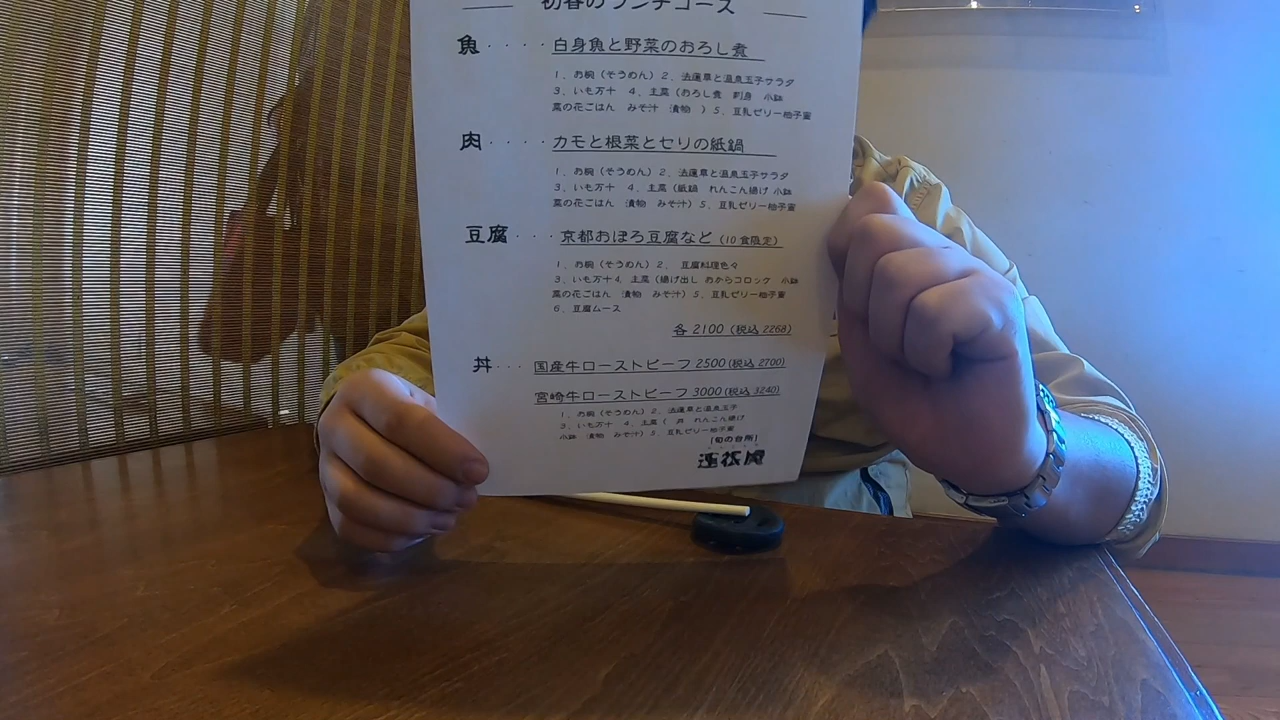 初春のランチコース
魚・・・・白身魚と野菜のおろし煮
1、お椀（そうめん）2、法蓮草と温泉玉子サラダ
3、いも万十 4、主菜（おろし煮 刺身 小鉢
菜の花ごはん みそ汁 漬物 ）5、豆乳ゼリー柚子蜜
肉・・・・カモと根菜とセリの紙鍋
1、お椀（そうめん）2、法蓮草と温泉玉子サラダ
3、いも万十 4、主菜（紙鍋 れんこん揚げ 小鉢
菜の花ごはん 漬物 みそ汁）5、豆乳ゼリー柚子蜜
豆腐・・・京都おぼろ豆腐など（10食限定）
1、お椀（そうめん）2、 豆腐料理色々
3、いも万十4、主菜（揚げ出し おからコロッケ 小鉢
菜の花ごはん 漬物 みそ汁）5、豆乳ゼリー柚子蜜
6、豆腐ムース
各 2100（税込 2268）
丼・・・国産牛ローストビーフ 2500（税込 2700）
宮崎牛ローストビーフ 3000（税込 3240）
1、お椀（そうめん）2、法蓮草と温泉玉子
3、いも万十 4、主菜（ 丼 れんこん揚げ
小鉢 漬物 みそ汁）5、豆乳ゼリー柚子蜜
［旬の台所］